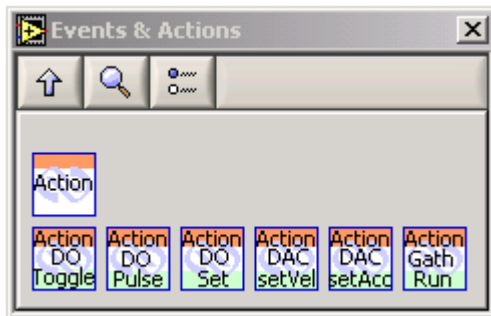 Events & Actions
Action
Action DO Toggle
Action DO Pulse
Action DO Set
Action DAC setVel
Action DAC setAcc
Action Gath Run